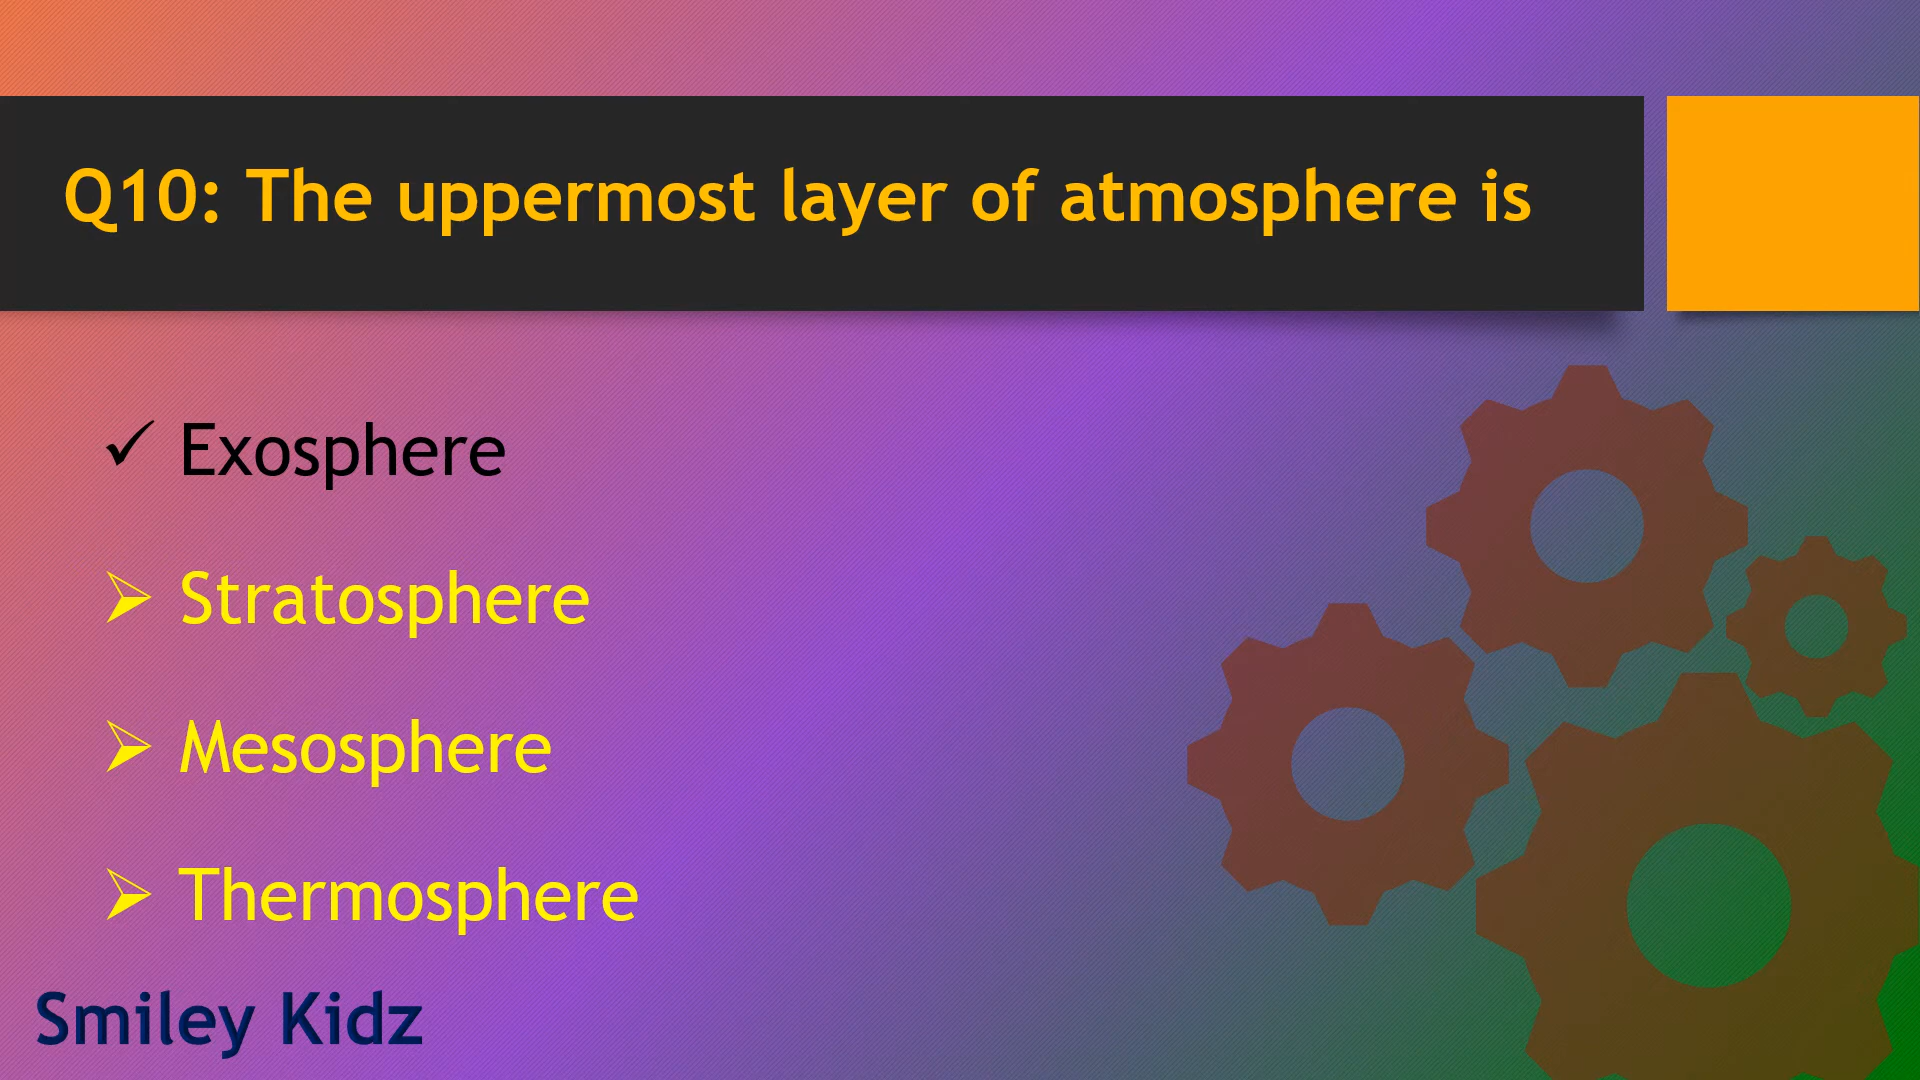 Q10: The uppermost layer of atmosphere is
✓ Exosphere
➢ Stratosphere
➢ Mesosphere
➢ Thermosphere
Smiley Kidz